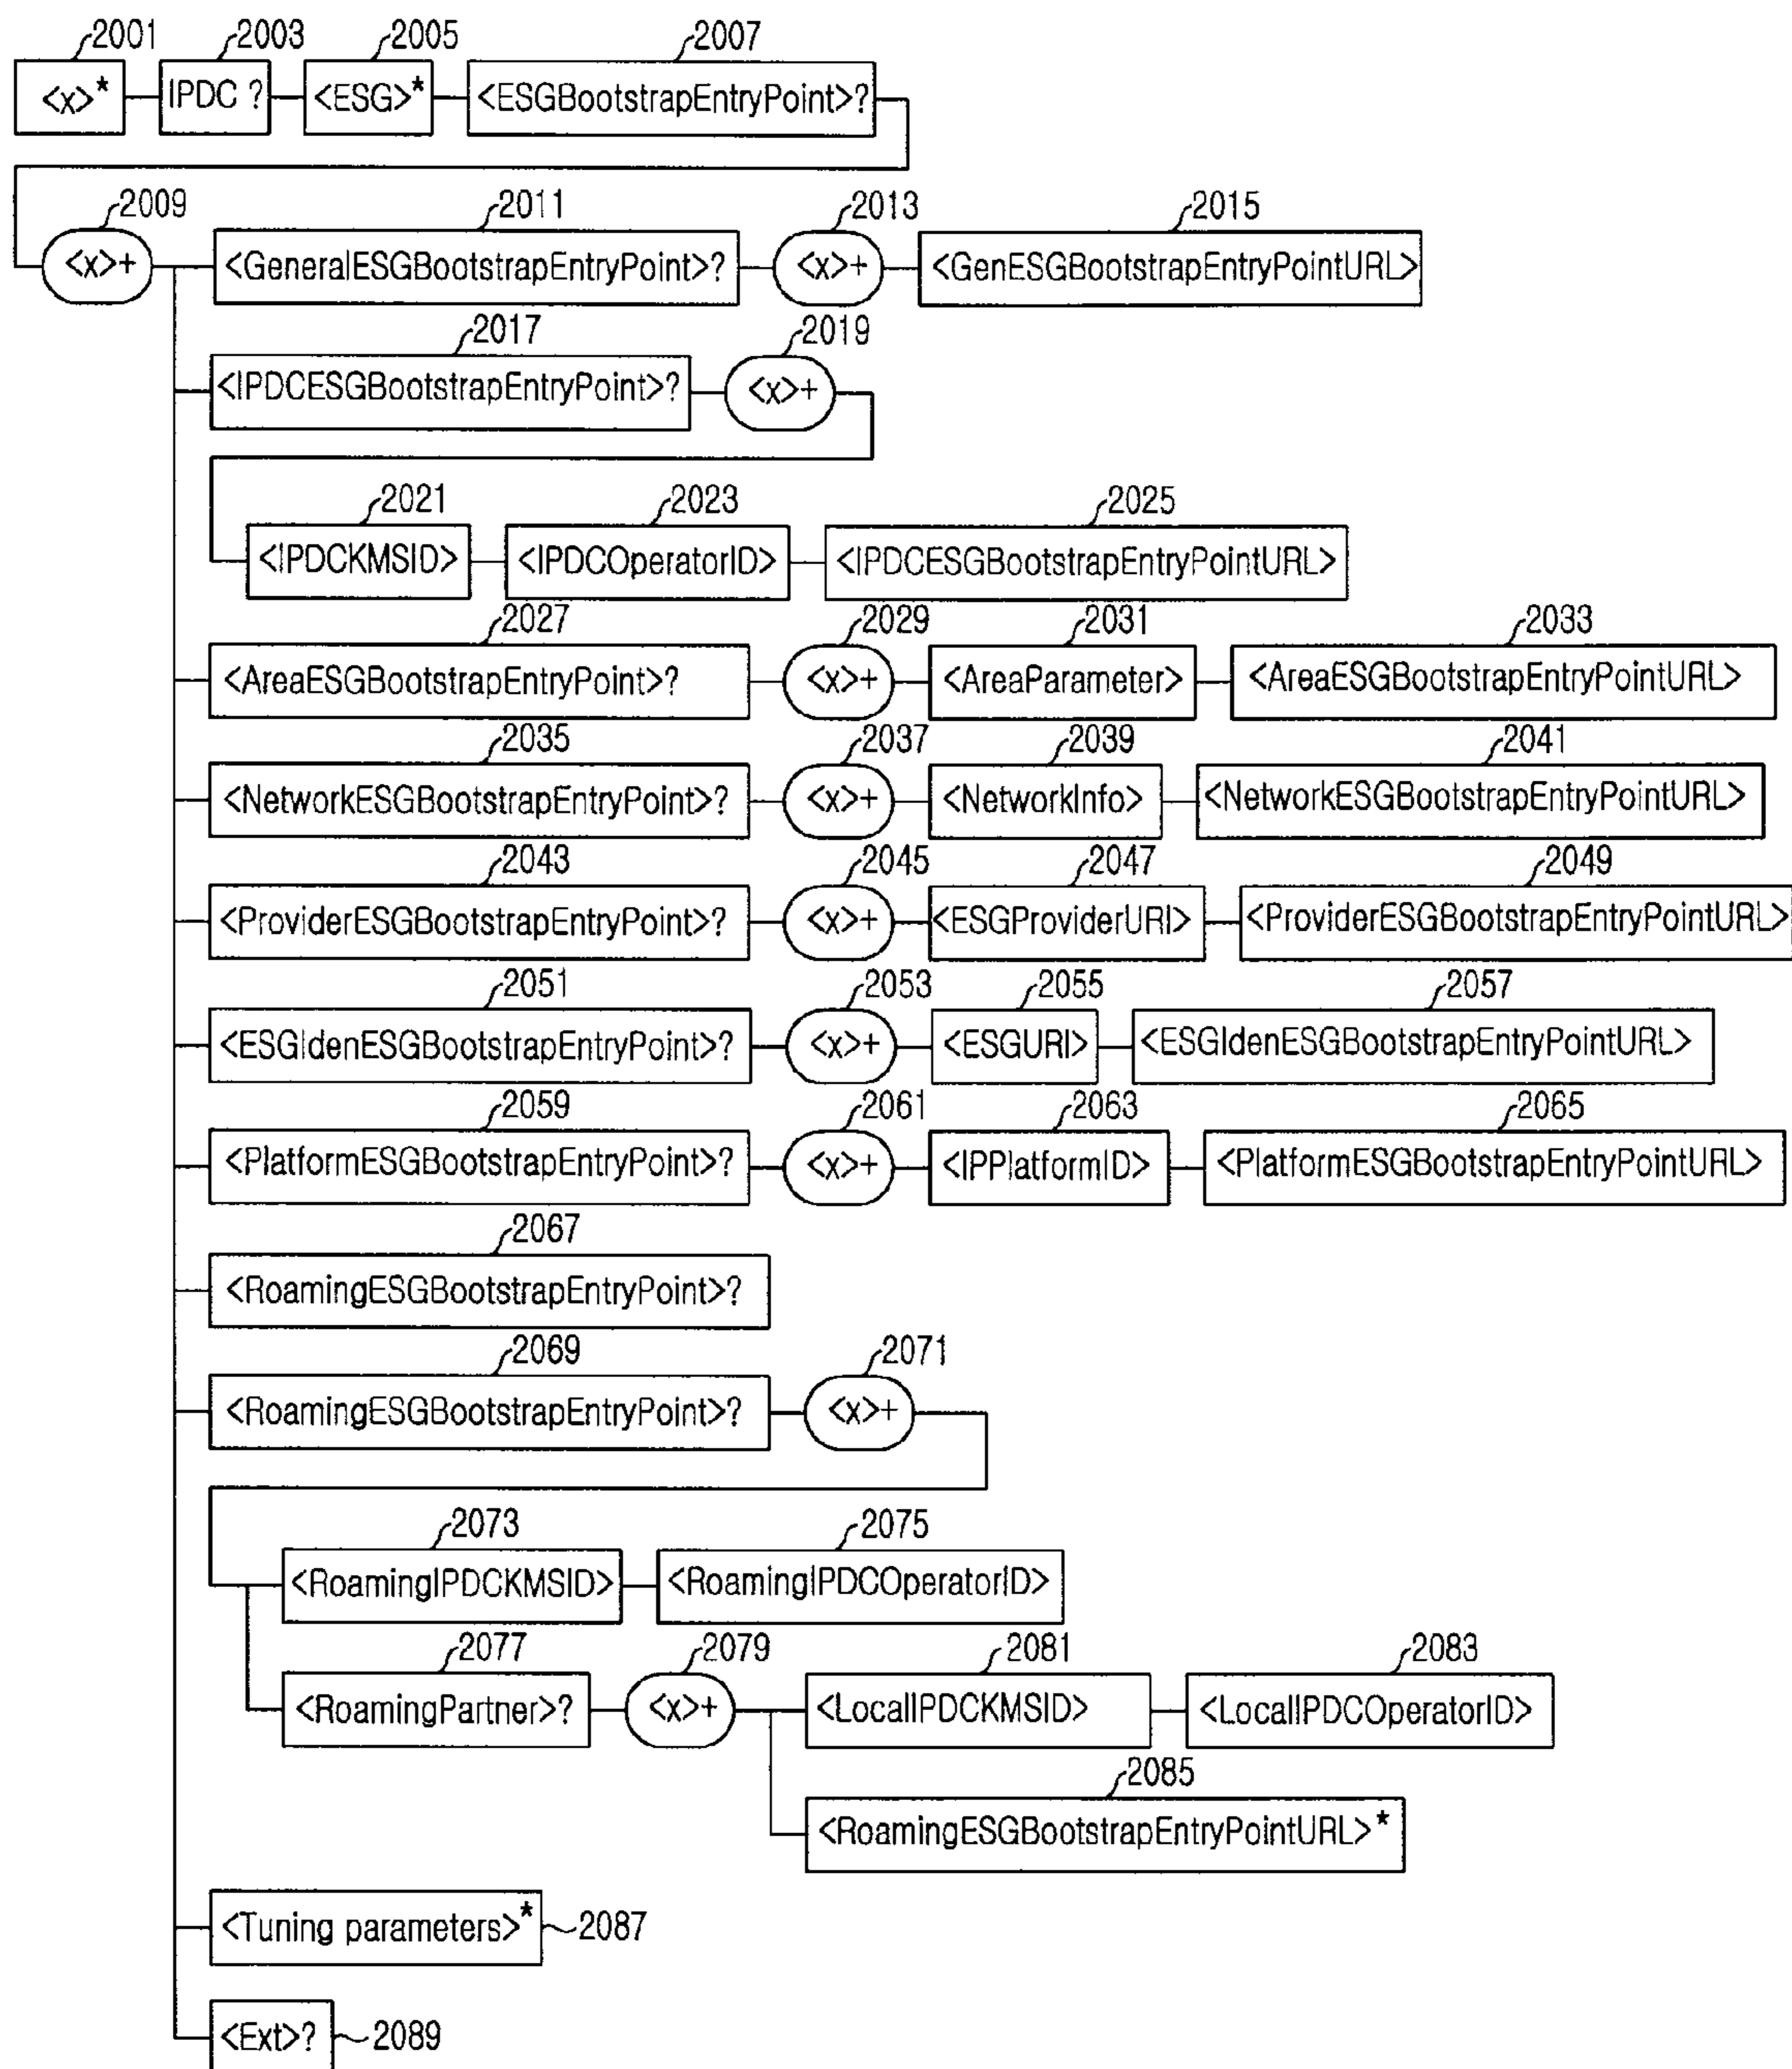 2001 2003 2005 2007
<x>* IPDC ? <ESG>* <ESGBootstrapEntryPoint>?
2009 2011 2013 2015
<x>+ <GeneralESGBootstrapEntryPoint>? <x>+ <GenESGBootstrapEntryPointURL>
2017 2019
<IPDCESGBootstrapEntryPoint>? <x>+
2021 2023 2025
<IPDCKMSID> <IPDCOperatorID> <IPDCESGBootstrapEntryPointURL>
2027 2029 2031 2033
<AreaESGBootstrapEntryPoint>? <x>+ <AreaParameter> <AreaESGBootstrapEntryPointURL>
2035 2037 2039 2041
<NetworkESGBootstrapEntryPoint>? <x>+ <NetworkInfo> <NetworkESGBootstrapEntryPointURL>
2043 2045 2047 2049
<ProviderESGBootstrapEntryPoint>? <x>+ <ESGProviderURI> <ProviderESGBootstrapEntryPointURL>
2051 2053 2055 2057
<ESGIdenESGBootstrapEntryPoint>? <x>+ <ESGURI> <ESGIdenESGBootstrapEntryPointURL>
2059 2061 2063 2065
<PlatformESGBootstrapEntryPoint>? <x>+ <IPPlatformID> <PlatformESGBootstrapEntryPointURL>
2067
<RoamingESGBootstrapEntryPoint>?
2069 2071
<RoamingESGBootstrapEntryPoint>? <x>+
2073 2075
<RoamingIPDCKMSID> <RoamingIPDCOperatorID>
2077 2079 2081 2083
<RoamingPartner>? <x>+ <LocalIPDCKMSID> <LocalIPDCOperatorID>
2085
<RoamingESGBootstrapEntryPointURL>*
<Tuning parameters>* 2087
<Ext>? 2089